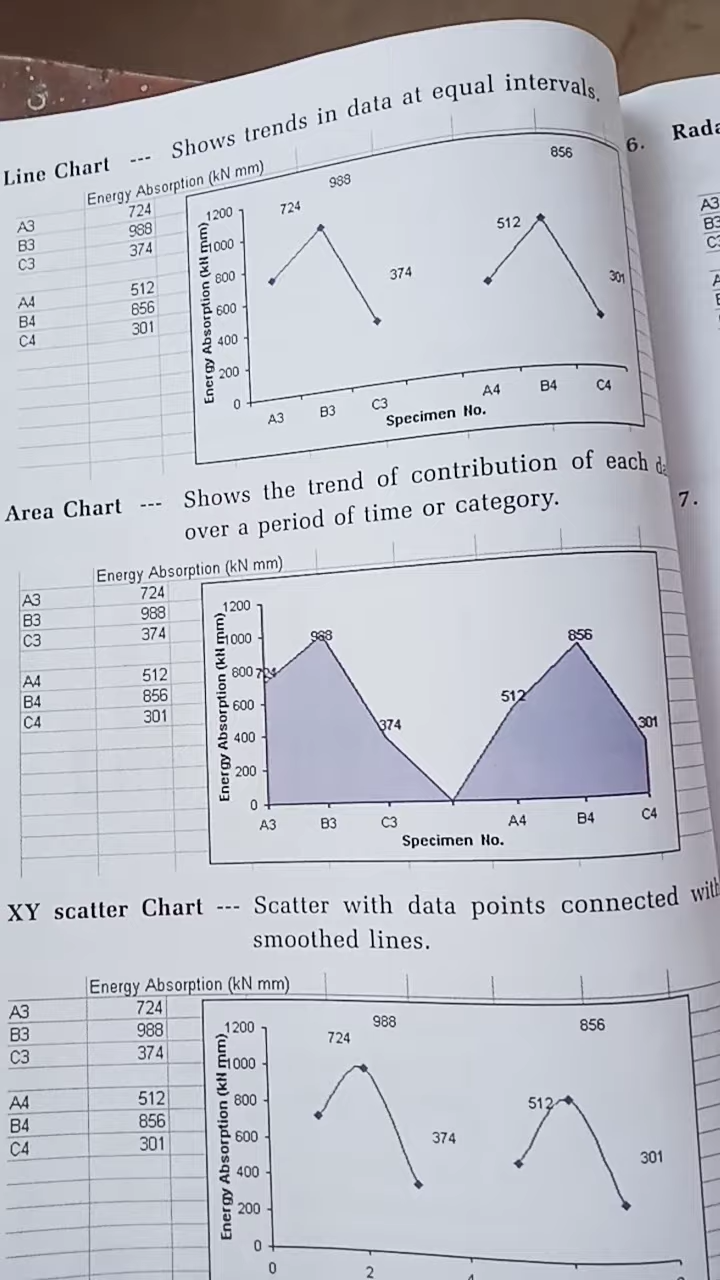 Line Chart --- Shows trends in data at equal intervals.
Energy Absorption (kN mm)
A3 724
B3 988
C3 374
A4 512
B4 856
C4 301
Energy Absorption (kN mm)
1200
1000
800
600
400
200
0
724
988
374
512
856
301
A3 B3 C3 A4 B4 C4
Specimen No.
Area Chart --- Shows the trend of contribution of each
over a period of time or category.
Energy Absorption (kN mm)
A3 724
B3 988
C3 374
A4 512
B4 856
C4 301
Energy Absorption (kN mm)
1200
1000
800
600
400
200
0
724
988
374
512
856
301
A3 B3 C3 A4 B4 C4
Specimen No.
XY scatter Chart --- Scatter with data points connected with
smoothed lines.
Energy Absorption (kN mm)
A3 724
B3 988
C3 374
A4 512
B4 856
C4 301
Energy Absorption (kN mm)
1200
1000
800
600
400
200
0
724
988
374
512
856
301
0 2
6.
A3
7.